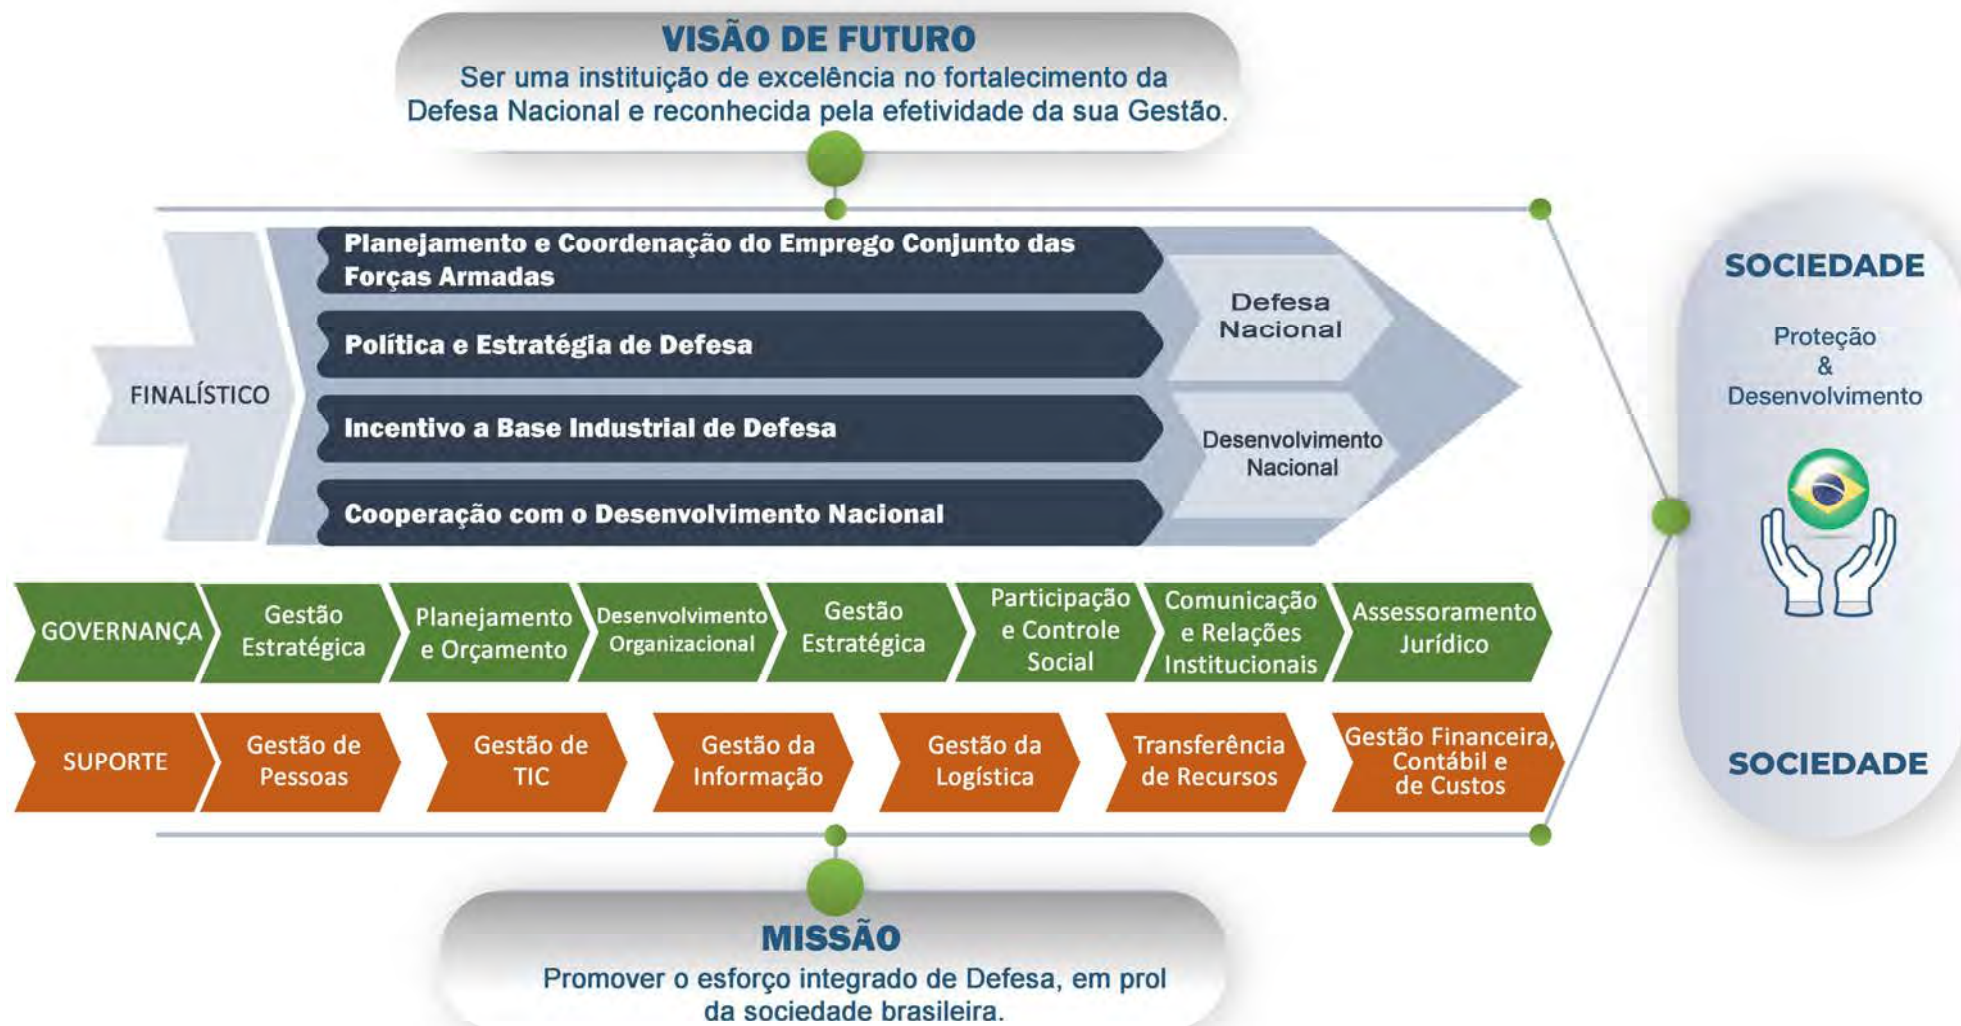 VISÃO DE FUTURO
Ser uma instituição de excelência no fortalecimento da
Defesa Nacional e reconhecida pela efetividade da sua Gestão.
FINALÍSTICO
Planejamento e Coordenação do Emprego Conjunto das
Forças Armadas
Política e Estratégia de Defesa
Incentivo a Base Industrial de Defesa
Cooperação com o Desenvolvimento Nacional
Defesa
Nacional
Desenvolvimento
Nacional
GOVERNANÇA
Gestão
Estratégica
Planejamento
e Orçamento
Desenvolvimento
Organizacional
Gestão
Estratégica
Participação
e Controle
Social
Comunicação
e Relações
Institucionais
Assessoramento
Jurídico
SUPORTE
Gestão de
Pessoas
Gestão de
TIC
Gestão da
Informação
Gestão da
Logística
Transferência
de Recursos
Gestão Financeira,
Contábil e
de Custos
SOCIEDADE
Proteção
&
Desenvolvimento
SOCIEDADE
MISSÃO
Promover o esforço integrado de Defesa, em prol
da sociedade brasileira.